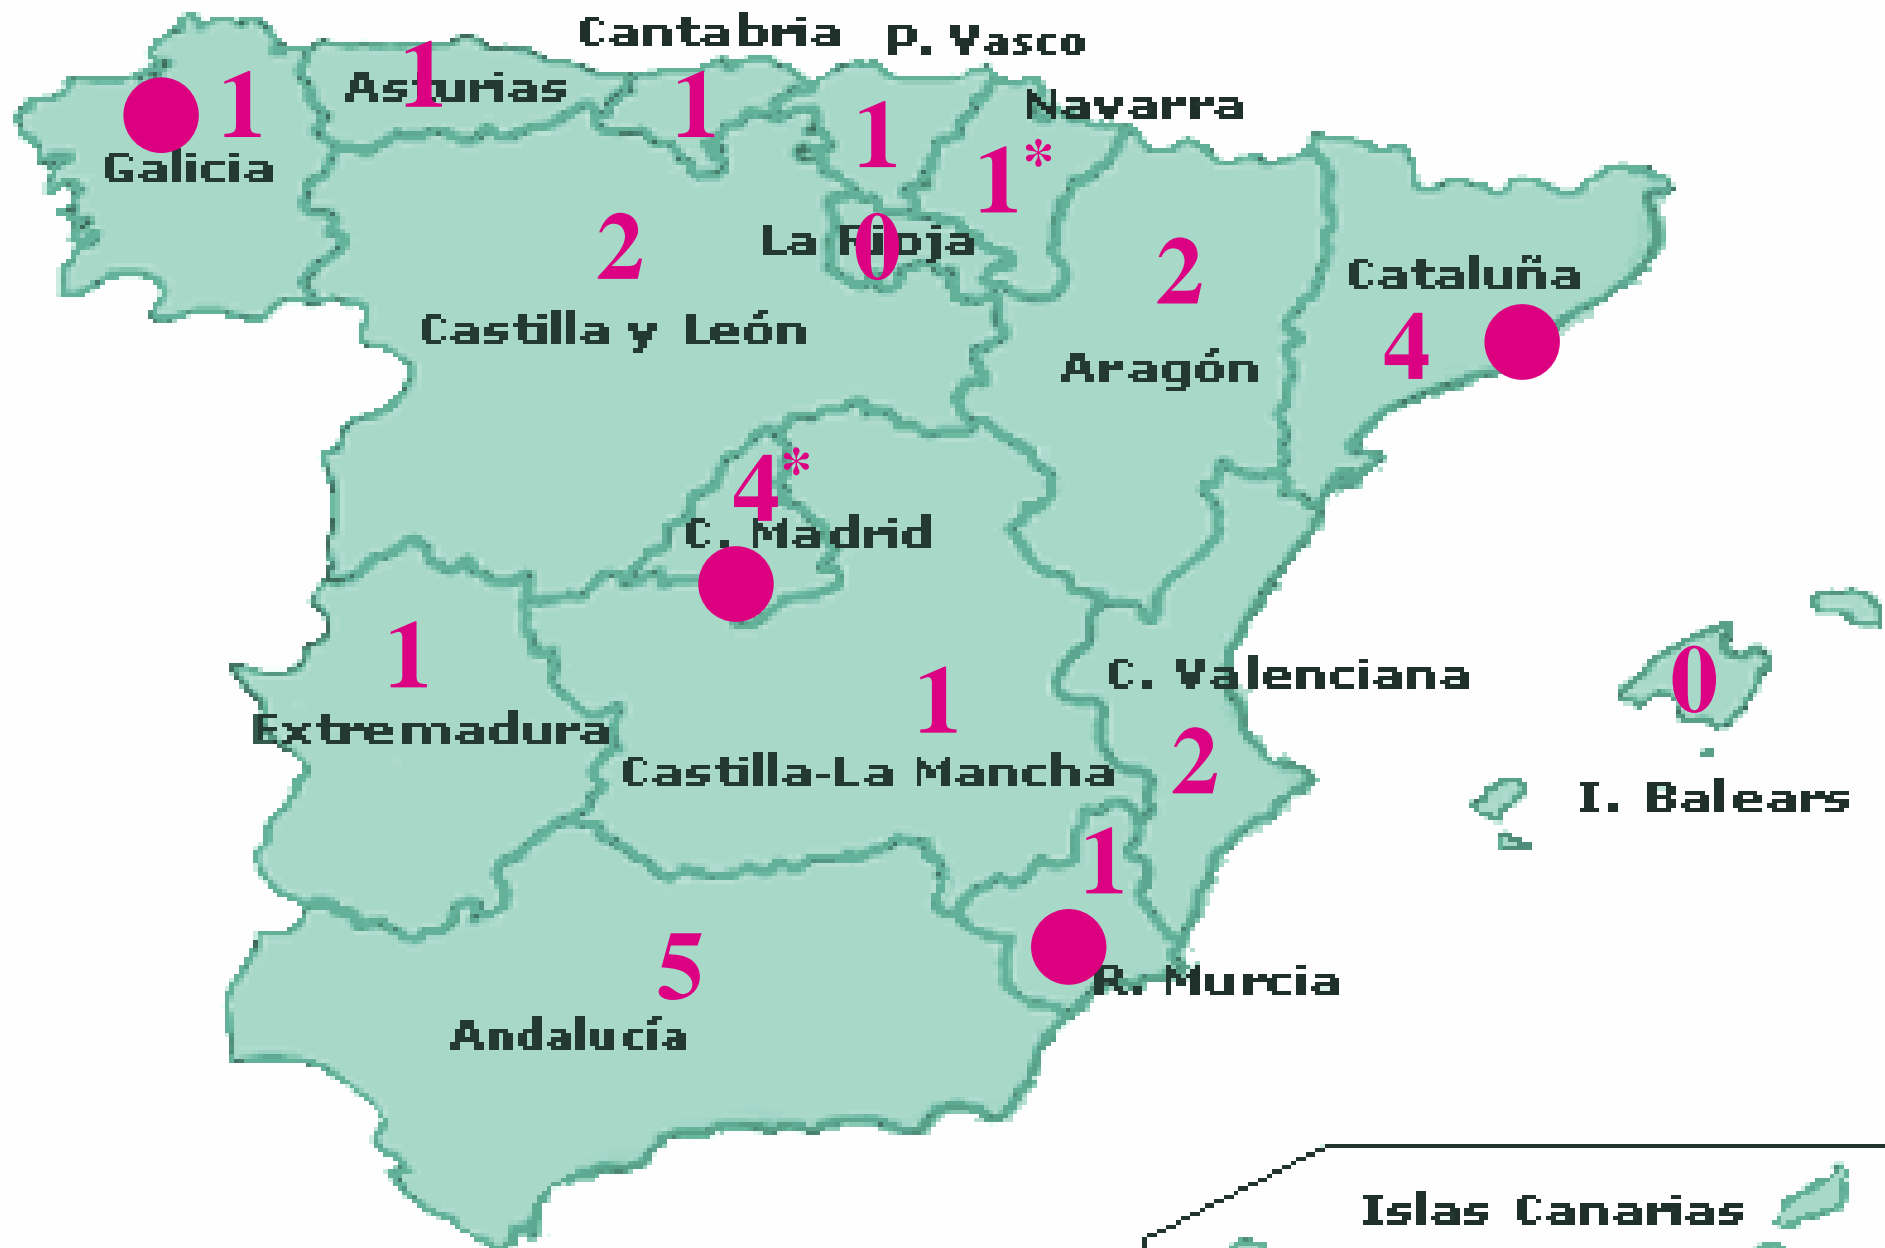 Cantabria
P. Vasco
1
Asturias
1
1
Navarra
1
Galicia
1
1*
2
La Rioja
0
2
Cataluña
Castilla y León
4
Aragón
4*
C. Madrid
1
C. Valenciana
0
1
Extremadura
2
Castilla-La Mancha
I. Balears
1
5
R. Murcia
Andalucía
Islas Canarias